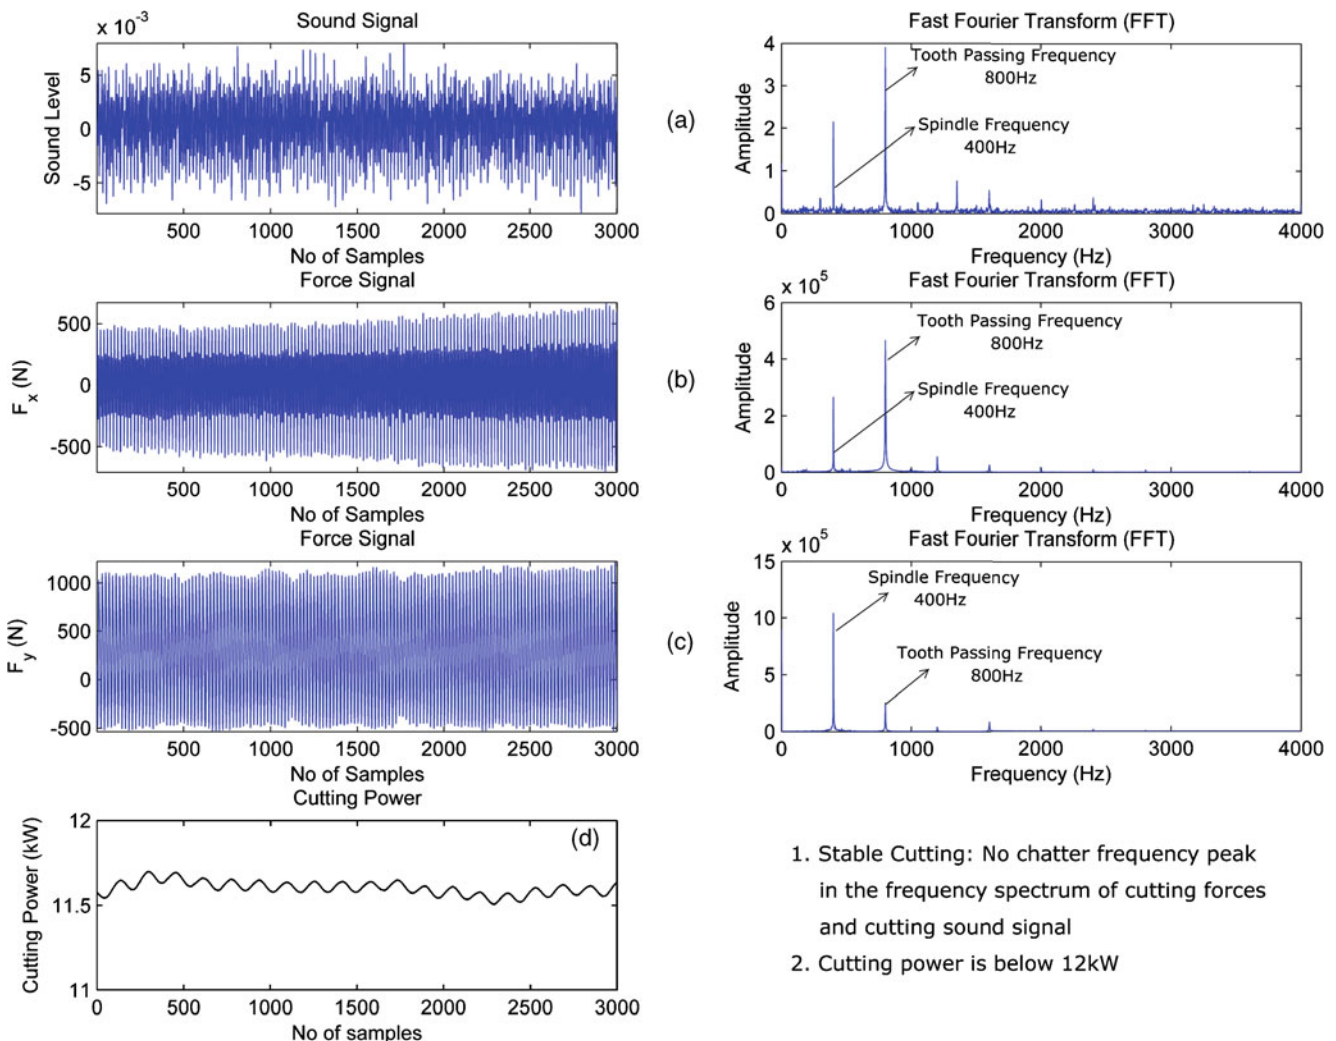 Sound Signal
x 10⁻³
5
0
-5
Sound Level
500 1000 1500 2000 2500 3000
No of Samples
(a)
Fast Fourier Transform (FFT)
4
3
2
1
0
Amplitude
Tooth Passing Frequency
800Hz
Spindle Frequency
400Hz
0 1000 2000 3000 4000
Frequency (Hz)
Force Signal
500
0
-500
Fx (N)
500 1000 1500 2000 2500 3000
No of Samples
(b)
Fast Fourier Transform (FFT)
x 10⁵
6
4
2
0
Amplitude
Tooth Passing Frequency
800Hz
Spindle Frequency
400Hz
0 1000 2000 3000 4000
Frequency (Hz)
Force Signal
1000
500
0
-500
Fy (N)
500 1000 1500 2000 2500 3000
No of Samples
(c)
Fast Fourier Transform (FFT)
x 10⁵
15
10
5
0
Amplitude
Spindle Frequency
400Hz
Tooth Passing Frequency
800Hz
0 1000 2000 3000 4000
Frequency (Hz)
Cutting Power
12
11.5
11
Cutting Power (kW)
(d)
0 500 1000 1500 2000 2500 3000
No of samples
1. Stable Cutting: No chatter frequency peak
in the frequency spectrum of cutting forces
and cutting sound signal
2. Cutting power is below 12kW